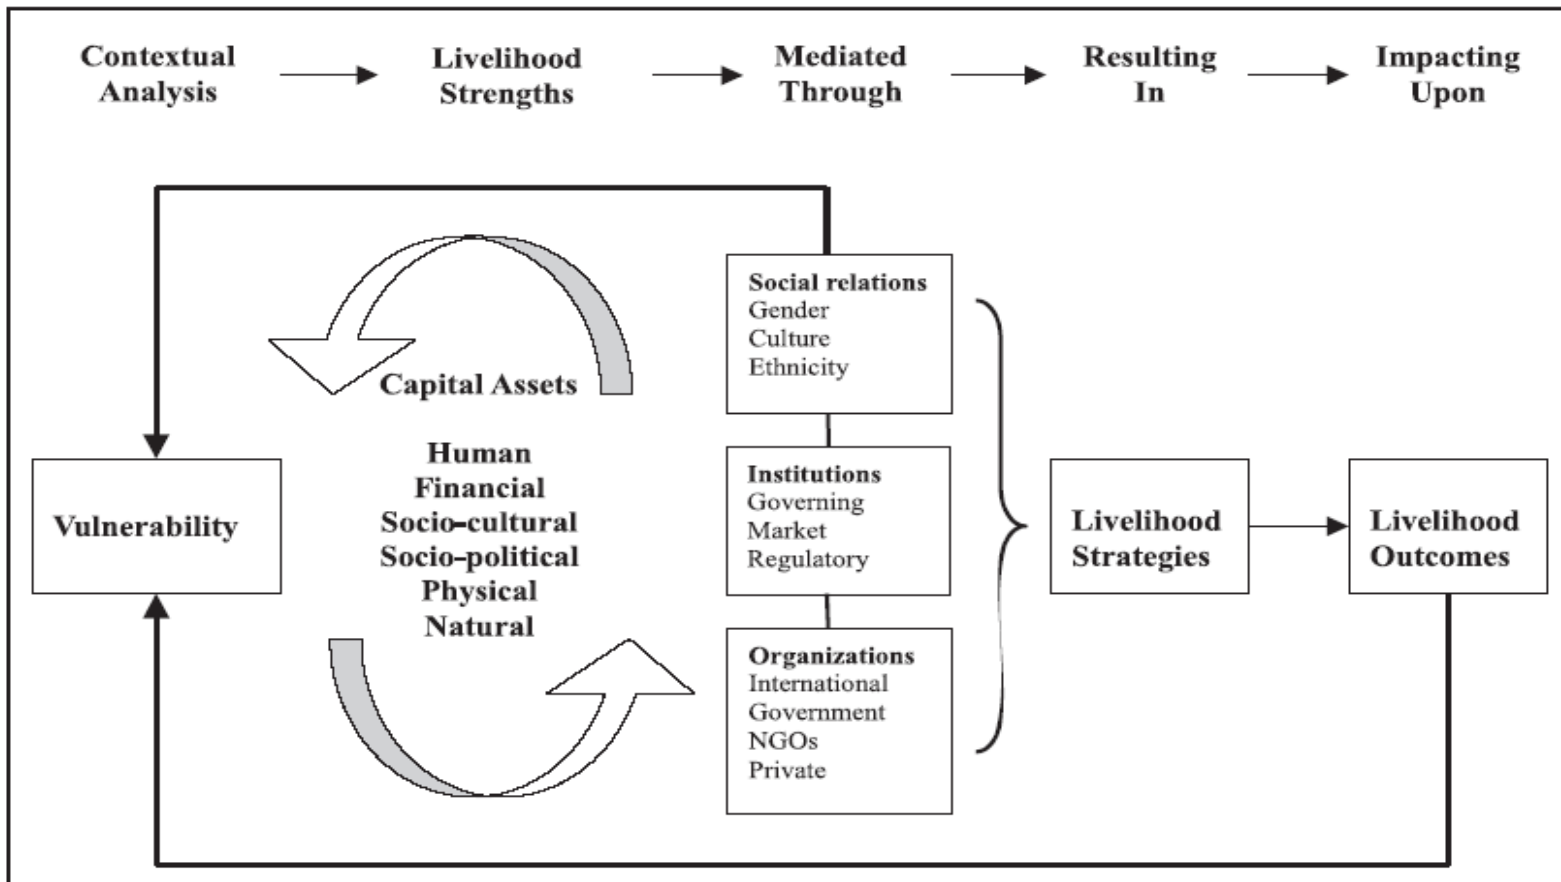 Contextual
Analysis
Livelihood
Strengths
Mediated
Through
Resulting
In
Impacting
Upon
Social relations
Gender
Culture
Ethnicity
Capital Assets
Human
Financial
Socio-cultural
Socio-political
Physical
Natural
Vulnerability
Institutions
Governing
Market
Regulatory
Organizations
International
Government
NGOs
Private
Livelihood
Strategies
Livelihood
Outcomes